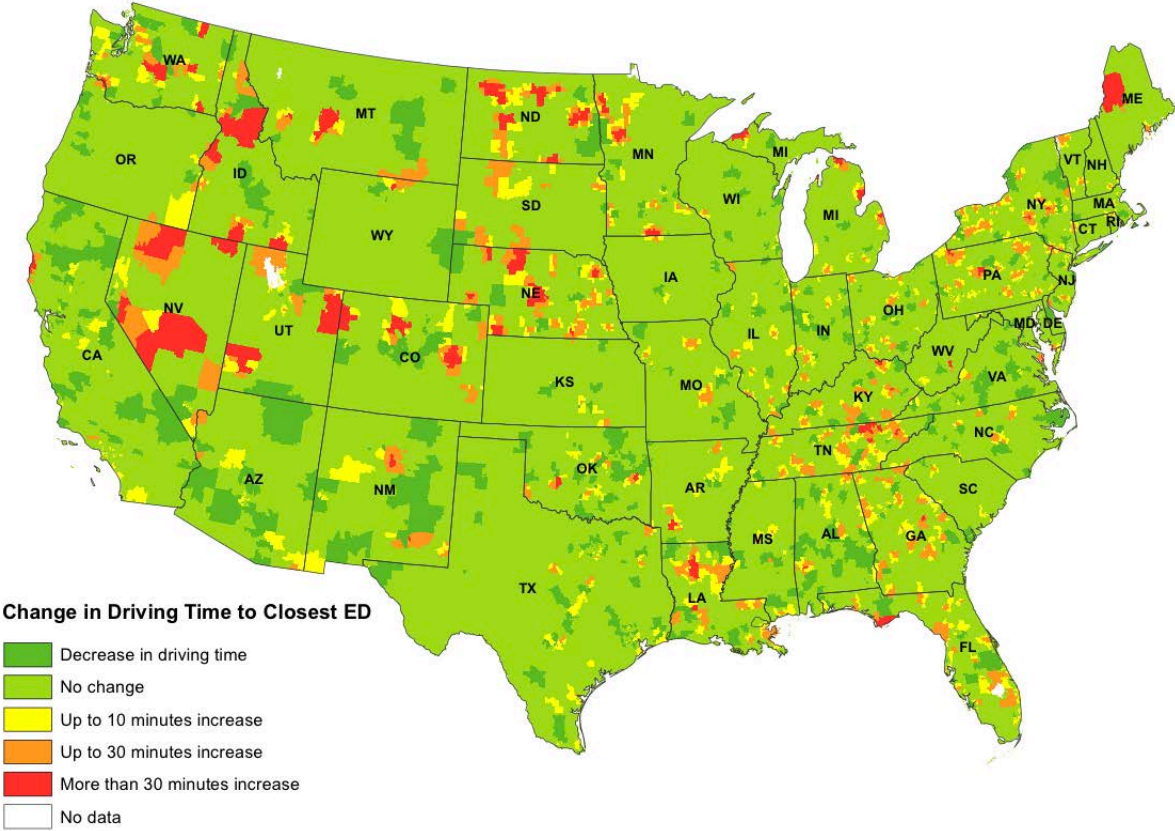 WA
MT
ND
ME
OR
MN
MI
VT
NH
ID
SD
WI
MI
NY
MA
WY
CT
RI
IA
PA
NE
NJ
NV
UT
OH
IL
IN
MD
DE
CA
CO
WV
KS
MO
VA
KY
NC
TN
OK
AZ
NM
AR
SC
MS
AL
GA
TX
LA
FL
Change in Driving Time to Closest ED
Decrease in driving time
No change
Up to 10 minutes increase
Up to 30 minutes increase
More than 30 minutes increase
No data